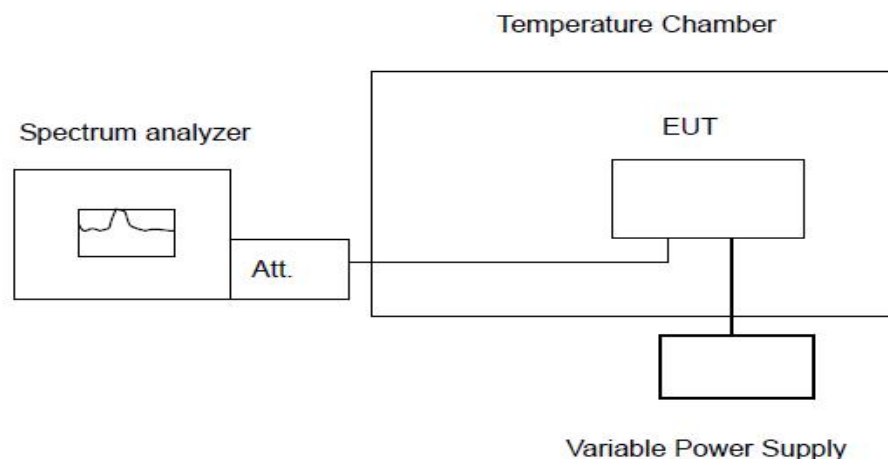 Temperature Chamber
Spectrum analyzer
EUT
Att.
Variable Power Supply